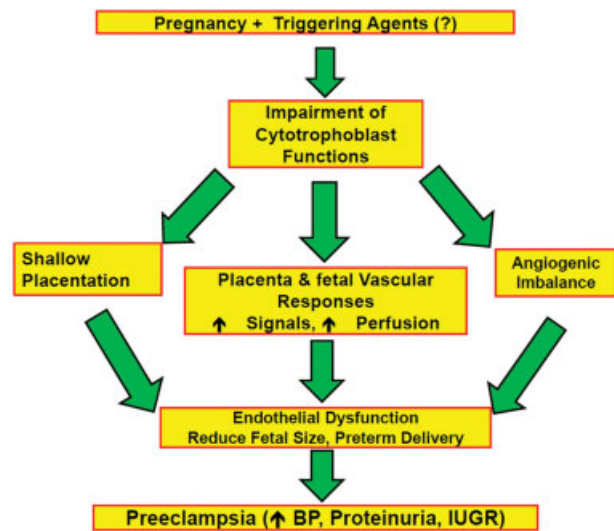 Pregnancy + Triggering Agents (?)
Impairment of
Cytotrophoblast
Functions
Shallow
Placentation
Placenta & fetal Vascular
Responses
↑ Signals, ↑ Perfusion
Angiogenic
Imbalance
Endothelial Dysfunction
Reduce Fetal Size, Preterm Delivery
Preeclampsia (↑ BP, Proteinuria, IUGR)